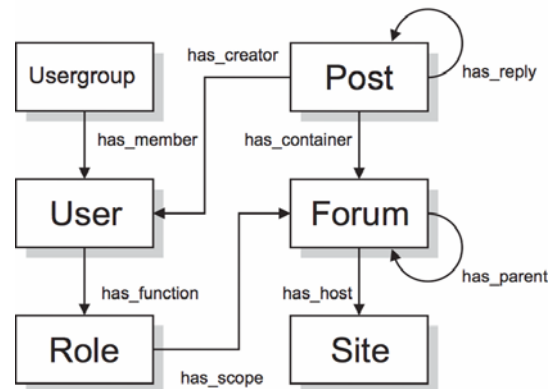 Usergroup
has_creator
Post
has_reply
has_member
has_container
User
Forum
has_function
has_host
has_parent
Role
has_scope
Site